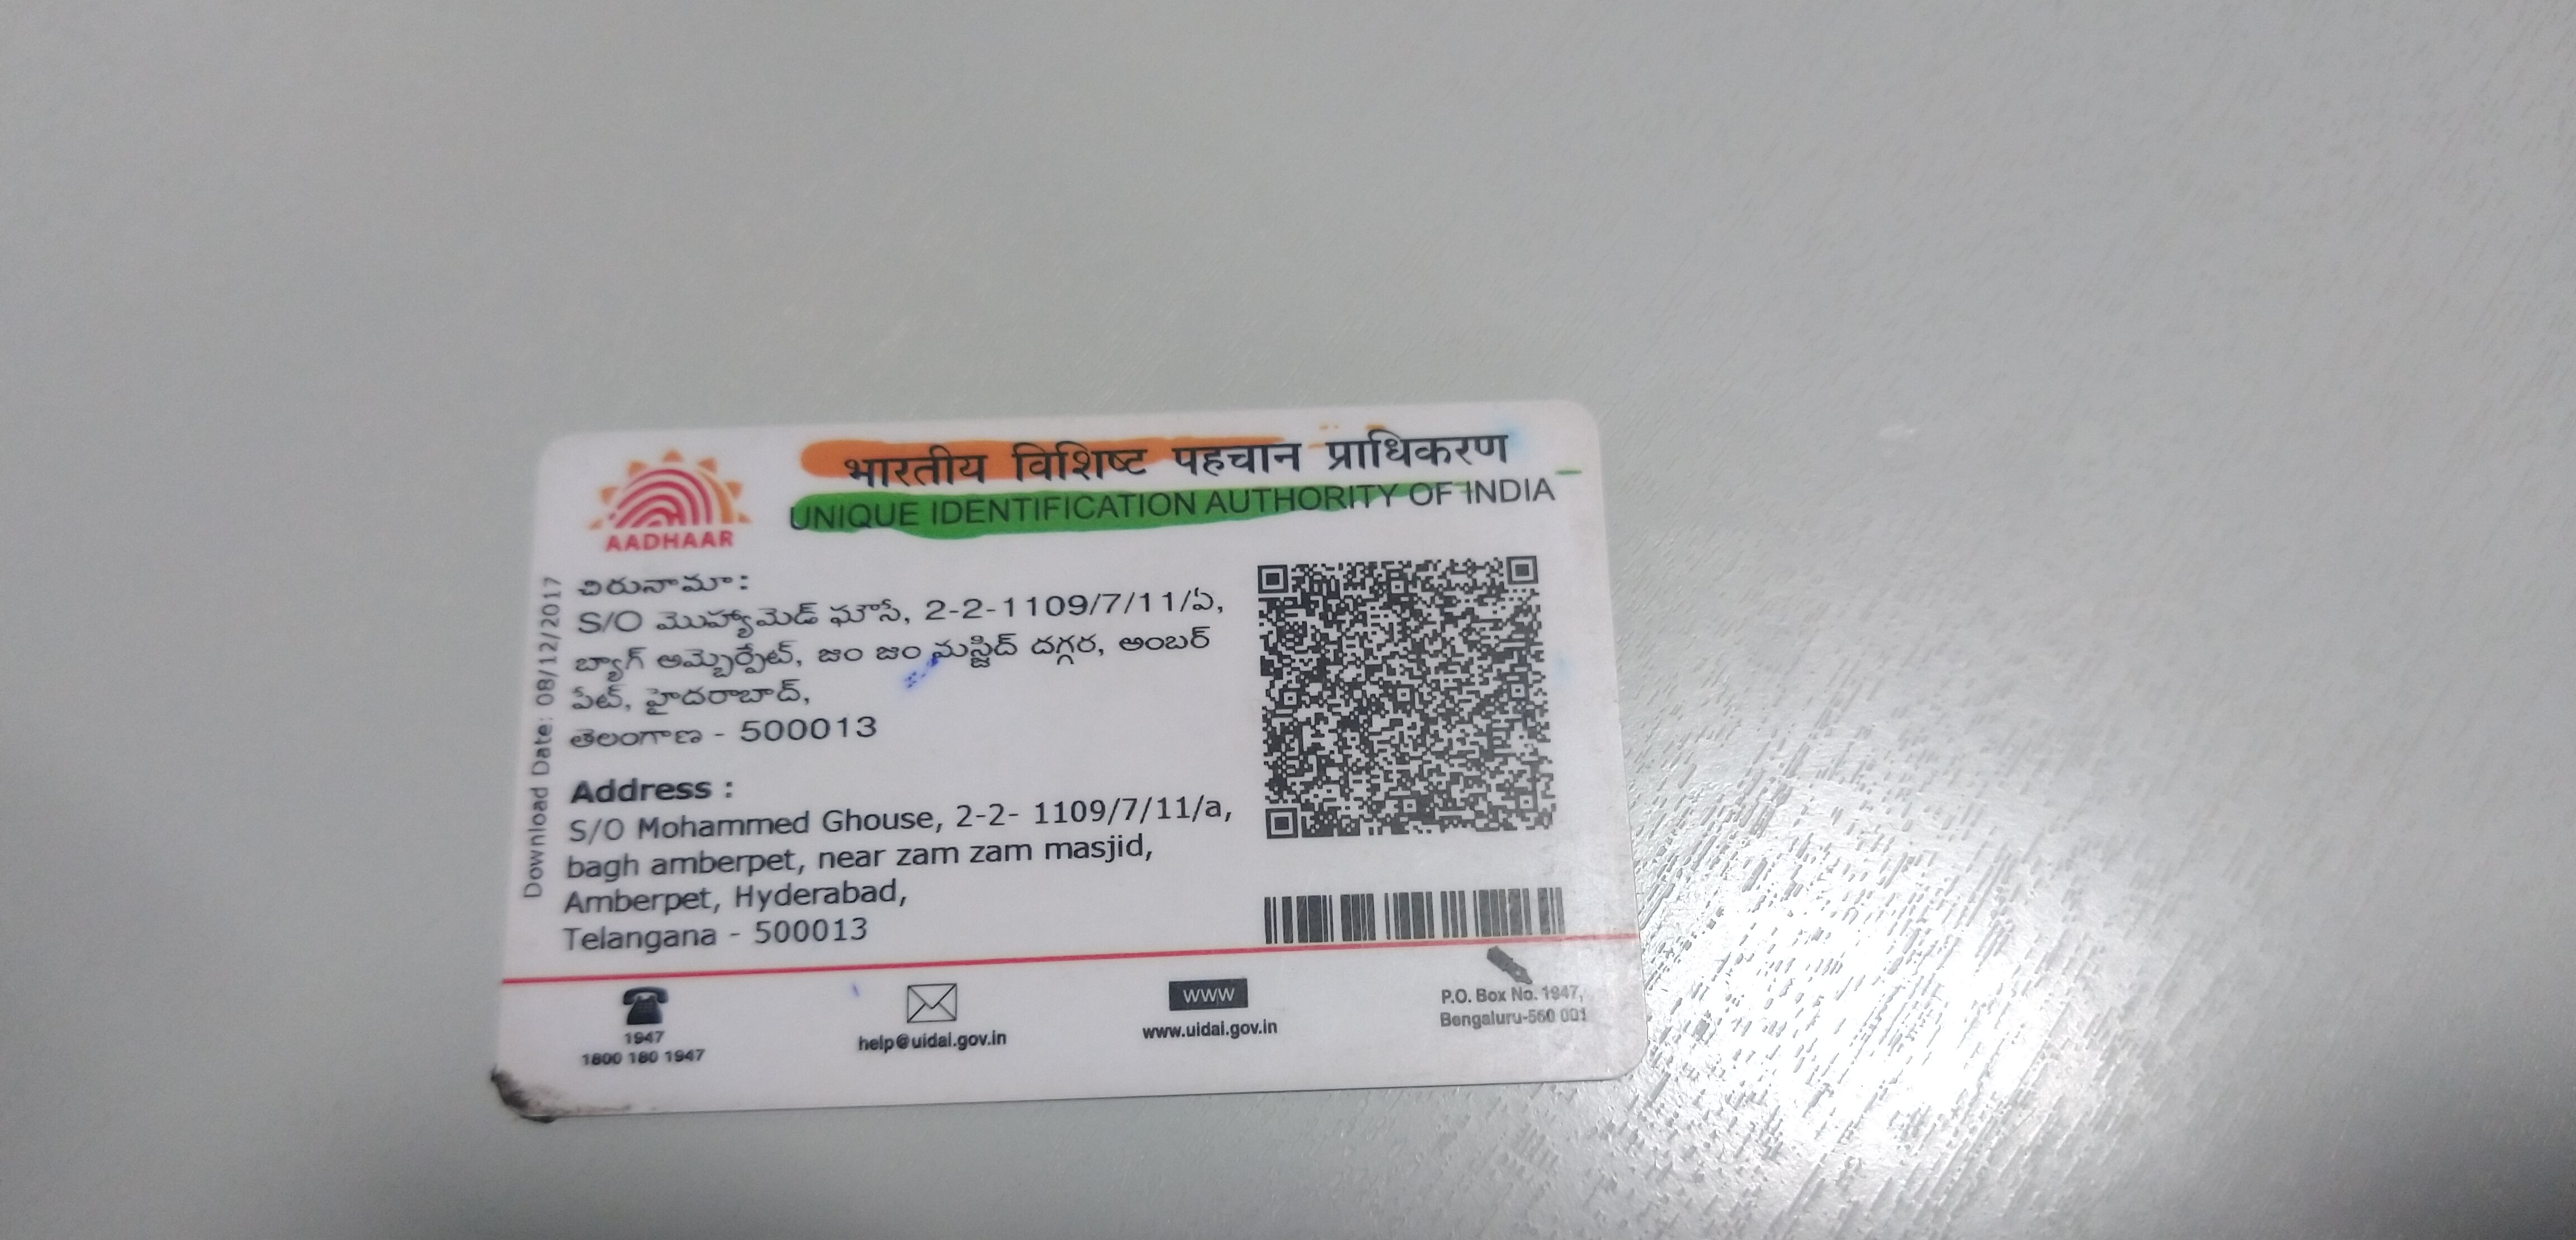 भारतीय विशिष्ट पहचान प्राधिकरण
UNIQUE IDENTIFICATION AUTHORITY OF INDIA
AADHAAR
Download Date: 08/12/2017
చిరునామా:
S/O మొహ్యామెడ్ ఘౌసే, 2-2-1109/7/11/ఏ,
బ్యాగ్ అమ్బెర్పేట్, జం జం మస్జిద్ దగ్గర, అంబర్
పేట్, హైదరాబాద్,
తెలంగాణ - 500013
Address :
S/O Mohammed Ghouse, 2-2- 1109/7/11/a,
bagh amberpet, near zam zam masjid,
Amberpet, Hyderabad,
Telangana - 500013
1947
1800 180 1947
help@uidai.gov.in
WWW
www.uidai.gov.in
P.O. Box No. 1947,
Bengaluru-560 001